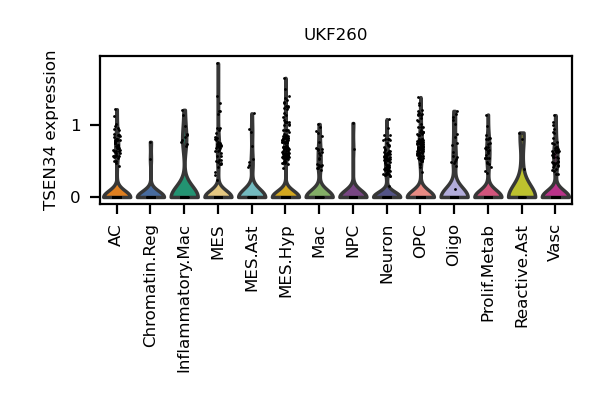 UKF260
TSEN34 expression
1
0
AC
Chromatin.Reg
Inflammatory.Mac
MES
MES.Ast
MES.Hyp
Mac
NPC
Neuron
OPC
Oligo
Prolif.Metab
Reactive.Ast
Vasc